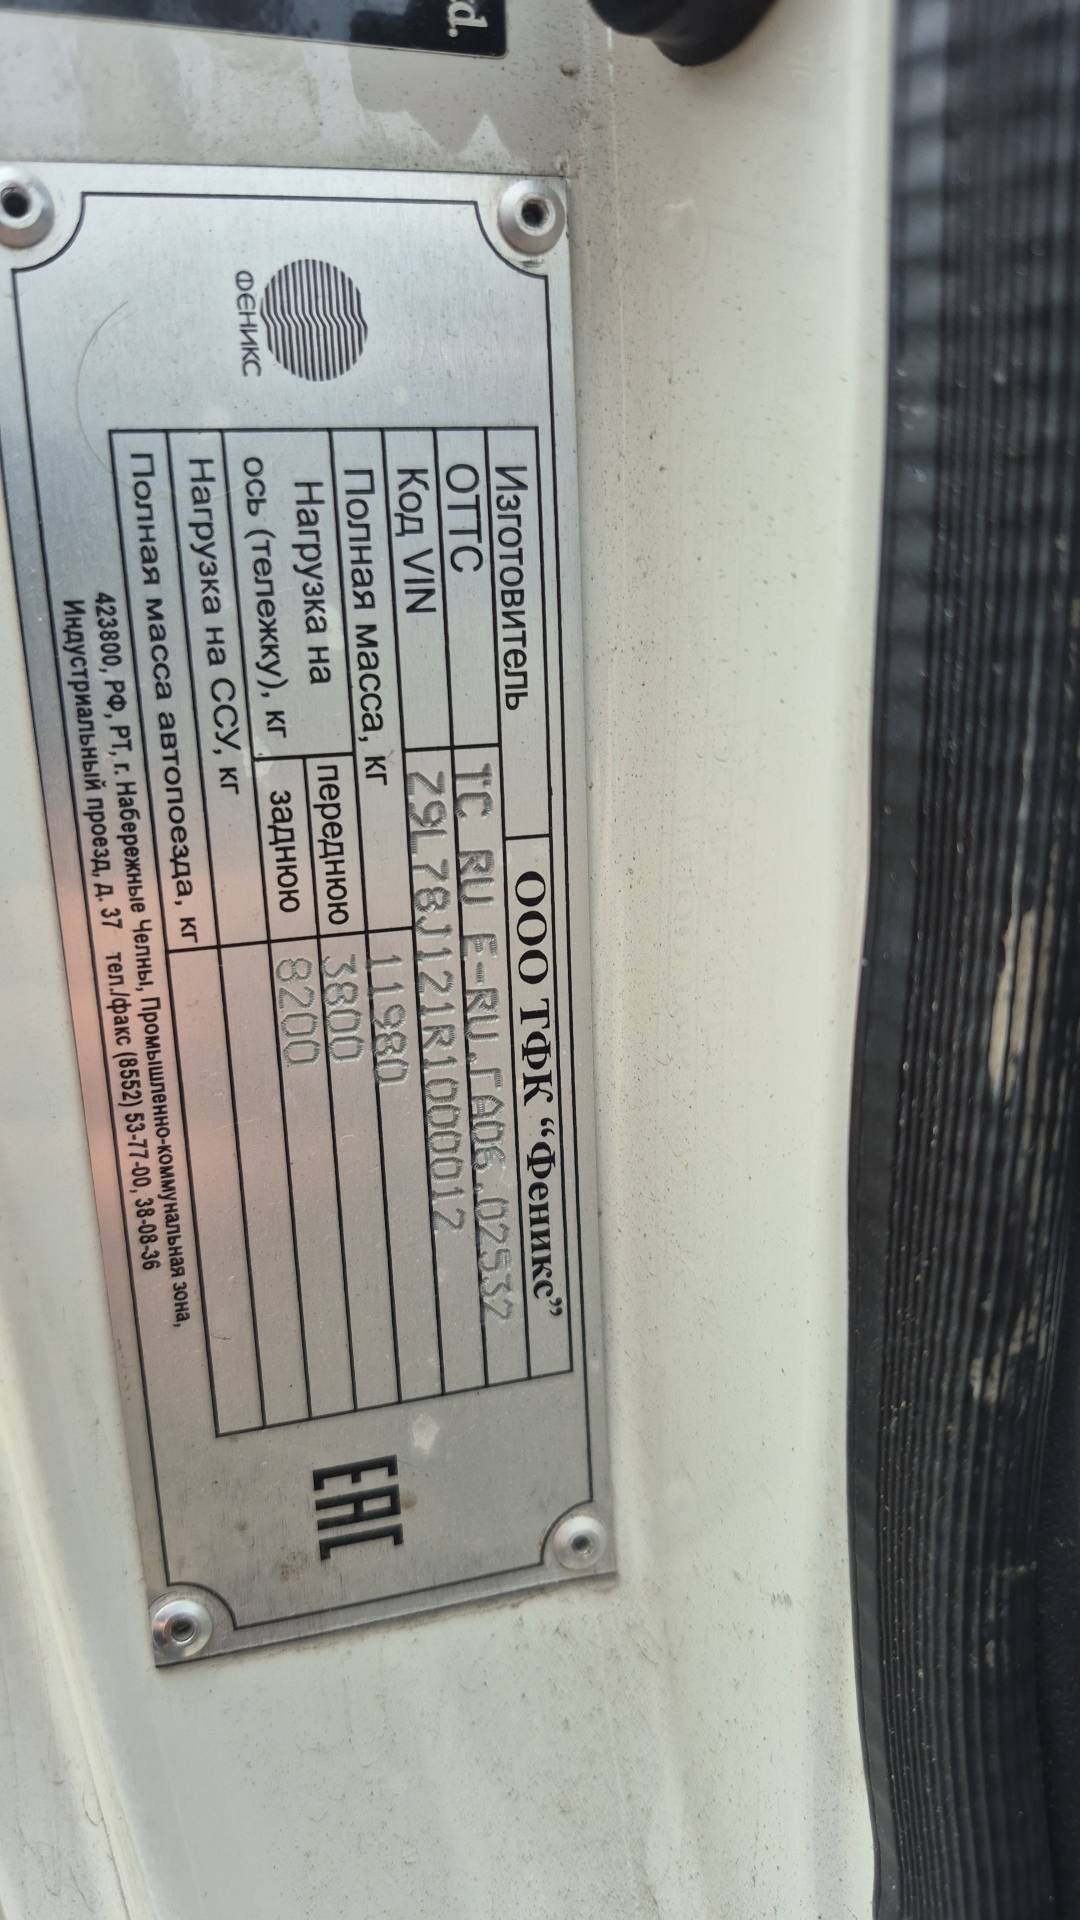 d.
ФЕНИКС
Изготовитель ООО ТФК “Феникс”
ОТТС ТС RU Е-RU.ГА06.02532
Код VIN Z9L78J121R1000012
Полная масса, кг 11980
Нагрузка на ось (тележку), кг переднюю 3800
заднюю 8200
Нагрузка на ССУ, кг
Полная масса автопоезда, кг
423800, РФ, РТ, г. Набережные Челны, Промышленно-коммунальная зона,
Индустриальный проезд, д. 37 тел./факс (8552) 53-77-00, 38-08-36
ЕАС